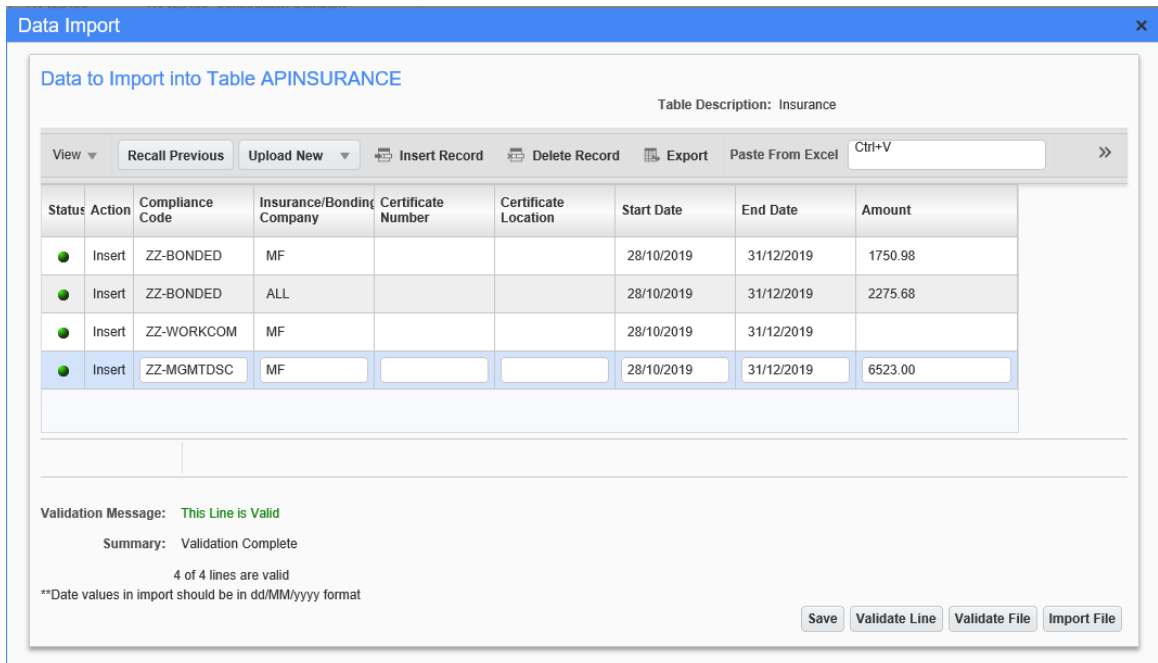 Data Import
×
Data to Import into Table APINSURANCE
Table Description: Insurance
View Recall Previous Upload New Insert Record Delete Record Export Paste From Excel Ctrl+V »
Status Action Compliance Code Insurance/Bonding Company Certificate Number Certificate Location Start Date End Date Amount
Insert ZZ-BONDED MF 28/10/2019 31/12/2019 1750.98
Insert ZZ-BONDED ALL 28/10/2019 31/12/2019 2275.68
Insert ZZ-WORKCOM MF 28/10/2019 31/12/2019
Insert ZZ-MGMTDSC MF 28/10/2019 31/12/2019 6523.00
Validation Message: This Line is Valid
Summary: Validation Complete
4 of 4 lines are valid
**Date values in import should be in dd/MM/yyyy format
Save Validate Line Validate File Import File